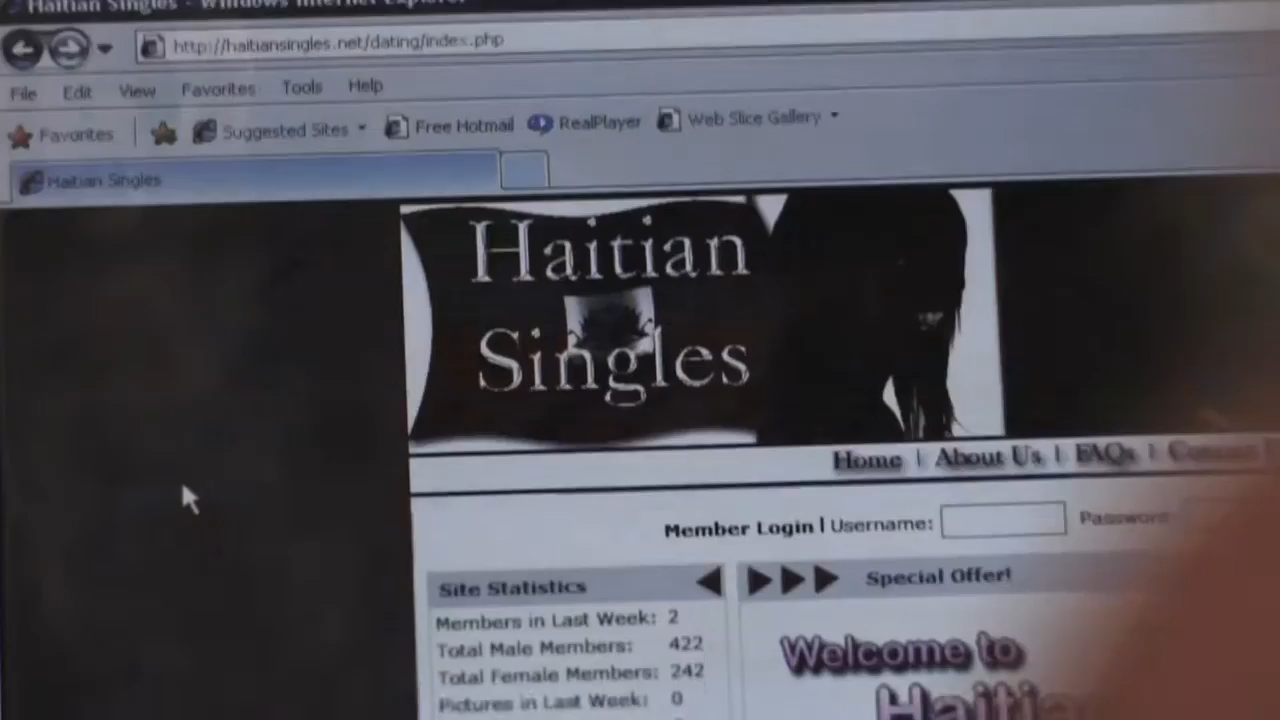 Haitian Singles - Windows Internet Explorer
http://haitiansingles.net/dating/index.php
File Edit View Favorites Tools Help
Favorites Suggested Sites Free Hotmail RealPlayer Web Slice Gallery
Haitian Singles
Haitian
Singles
Home | About Us | FAQs |
Member Login | Username: Password
Site Statistics
Special Offer!
Members in Last Week: 2
Total Male Members: 422
Total Female Members: 242
Pictures in Last Week: 0
Welcome to